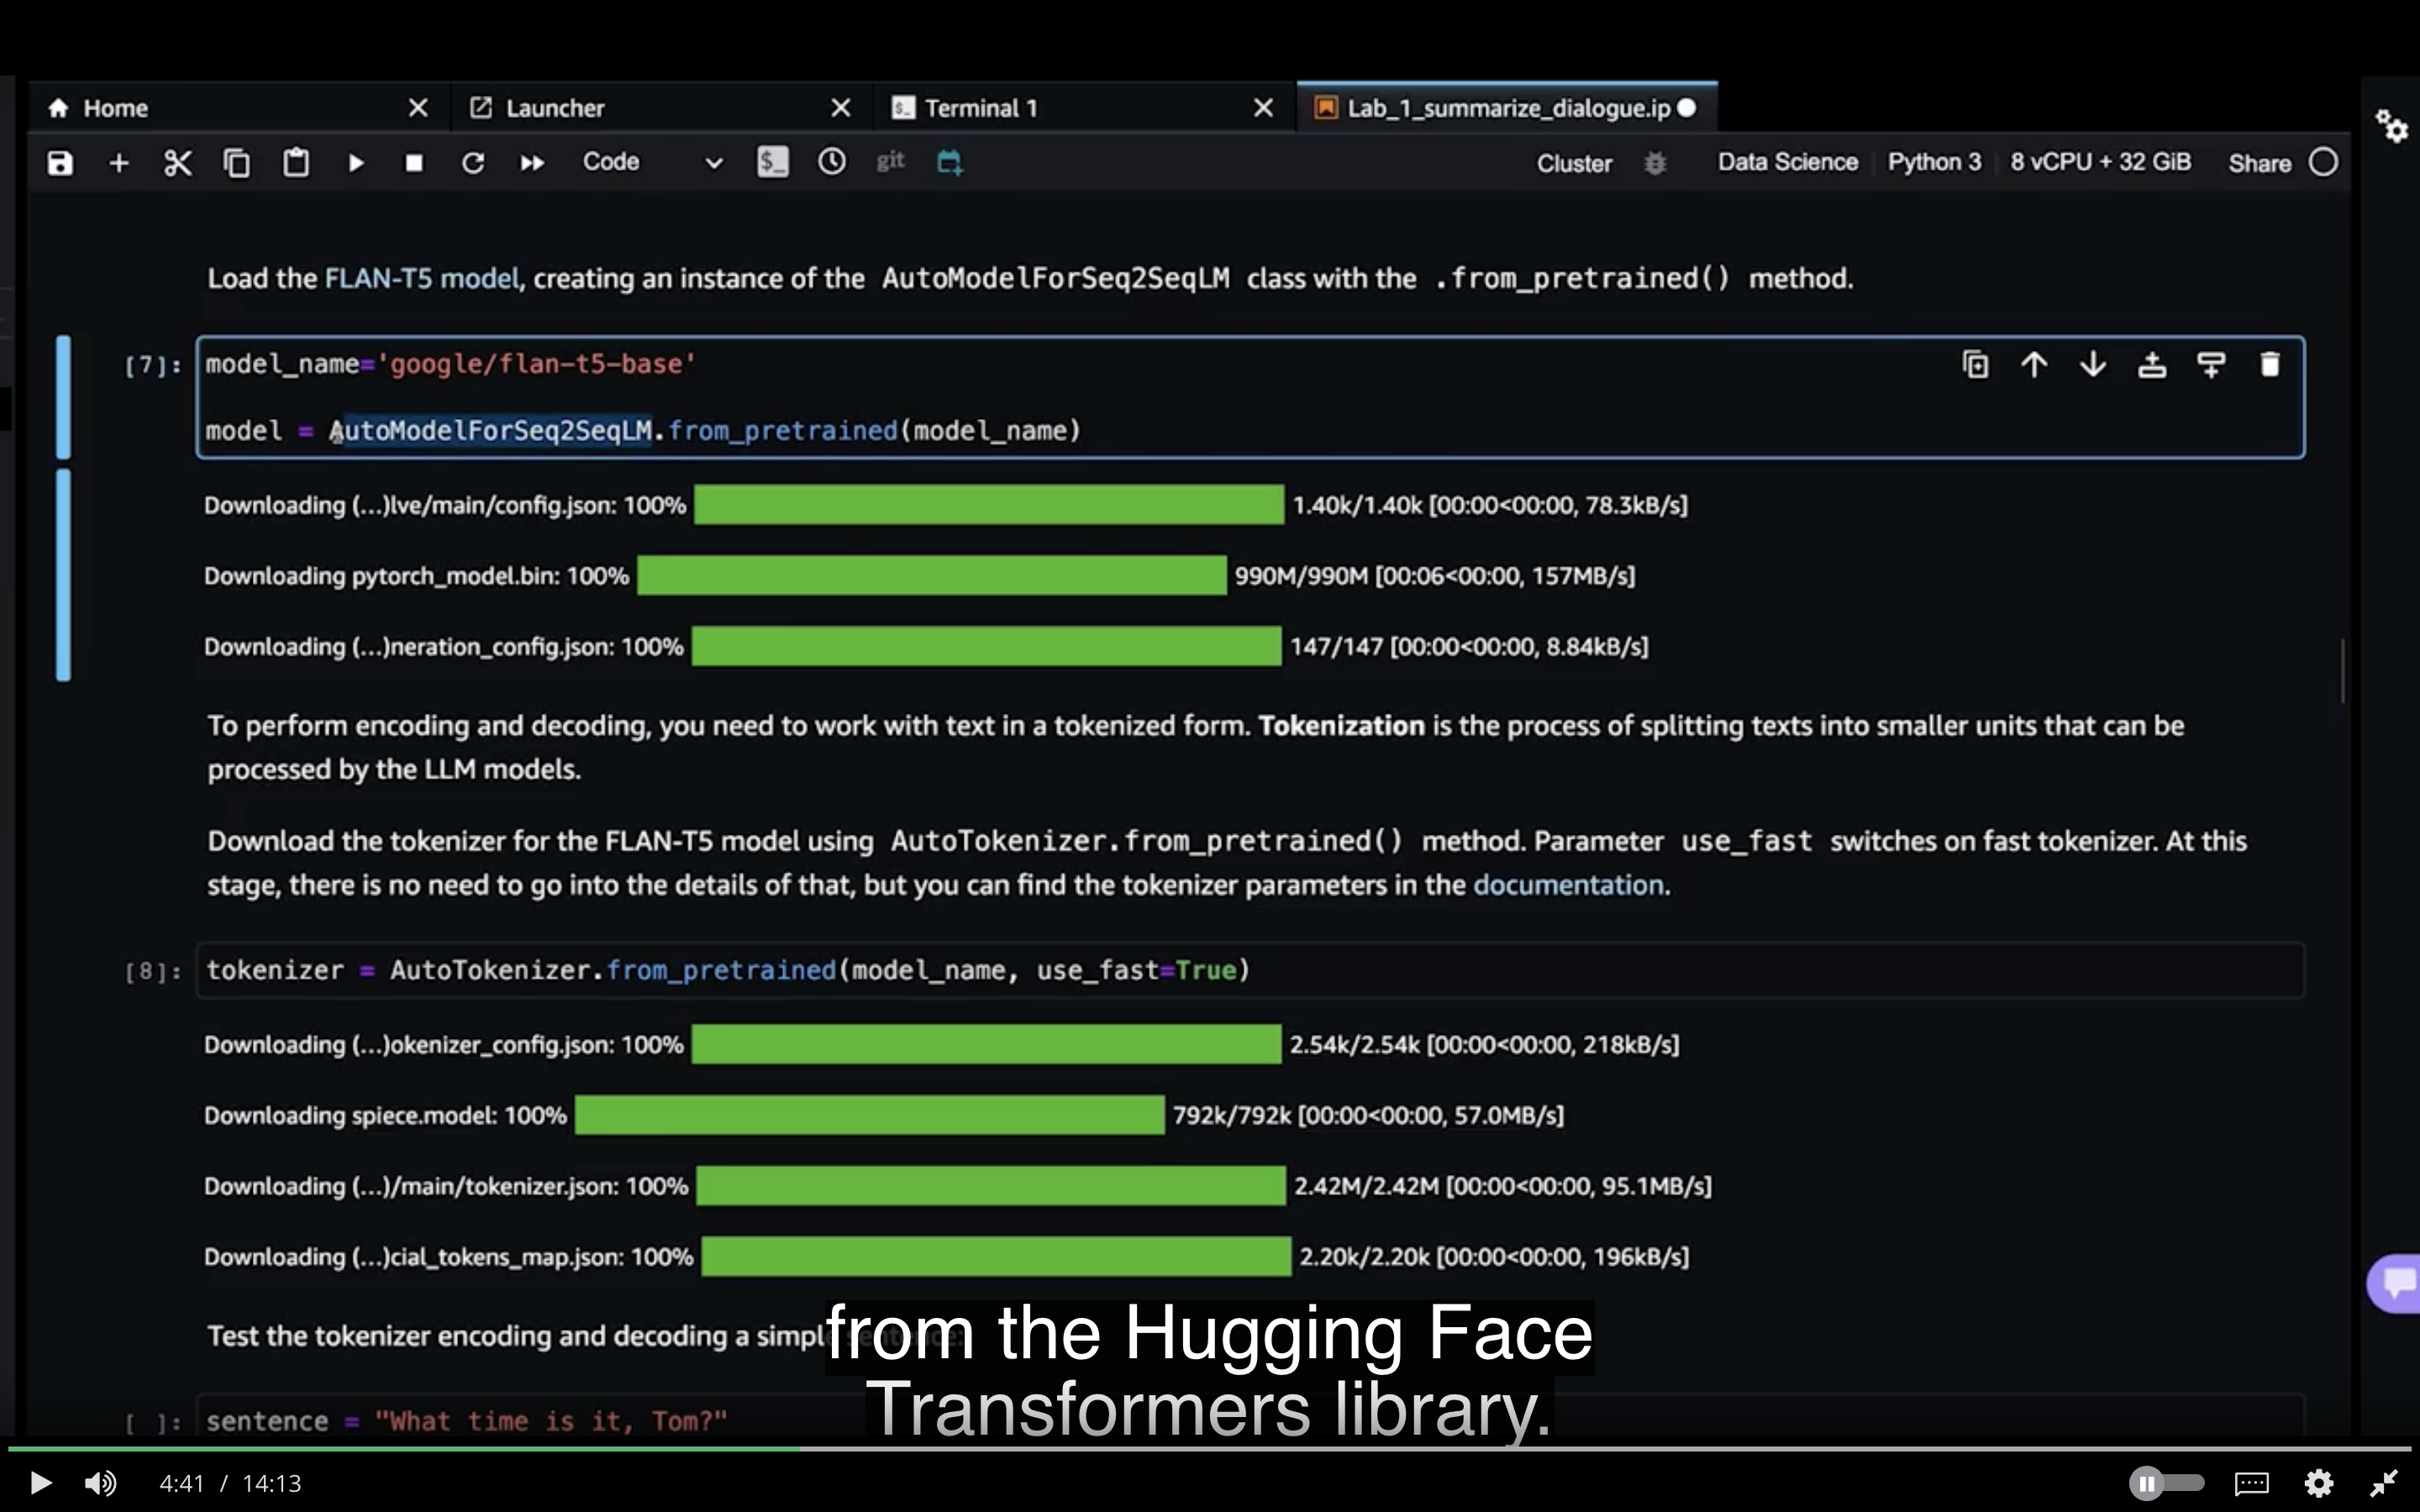 Home
Launcher
Terminal 1
Lab_1_summarize_dialogue.ip
Code
git
Cluster
Data Science
Python 3
8 vCPU + 32 GiB
Share
Load the FLAN-T5 model, creating an instance of the AutoModelForSeq2SeqLM class with the .from_pretrained() method.
[7]: model_name='google/flan-t5-base'
model = AutoModelForSeq2SeqLM.from_pretrained(model_name)
Downloading (...)lve/main/config.json: 100% 1.40k/1.40k [00:00<00:00, 78.3kB/s]
Downloading pytorch_model.bin: 100% 990M/990M [00:06<00:00, 157MB/s]
Downloading (...)neration_config.json: 100% 147/147 [00:00<00:00, 8.84kB/s]
To perform encoding and decoding, you need to work with text in a tokenized form. Tokenization is the process of splitting texts into smaller units that can be
processed by the LLM models.
Download the tokenizer for the FLAN-T5 model using AutoTokenizer.from_pretrained() method. Parameter use_fast switches on fast tokenizer. At this
stage, there is no need to go into the details of that, but you can find the tokenizer parameters in the documentation.
[8]: tokenizer = AutoTokenizer.from_pretrained(model_name, use_fast=True)
Downloading (...)okenizer_config.json: 100% 2.54k/2.54k [00:00<00:00, 218kB/s]
Downloading spiece.model: 100% 792k/792k [00:00<00:00, 57.0MB/s]
Downloading (...)/main/tokenizer.json: 100% 2.42M/2.42M [00:00<00:00, 95.1MB/s]
Downloading (...)cial_tokens_map.json: 100% 2.20k/2.20k [00:00<00:00, 196kB/s]
Test the tokenizer encoding and decoding a simpl
from the Hugging Face
Transformers library.
[ ]: sentence = "What time is it, Tom?"
4:41 / 14:13